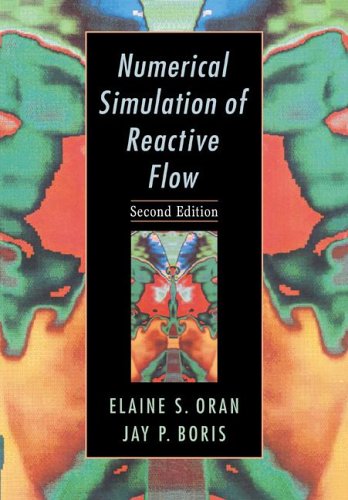 Numerical
Simulation of
Reactive
Flow
Second Edition
ELAINE S. ORAN
JAY P. BORIS